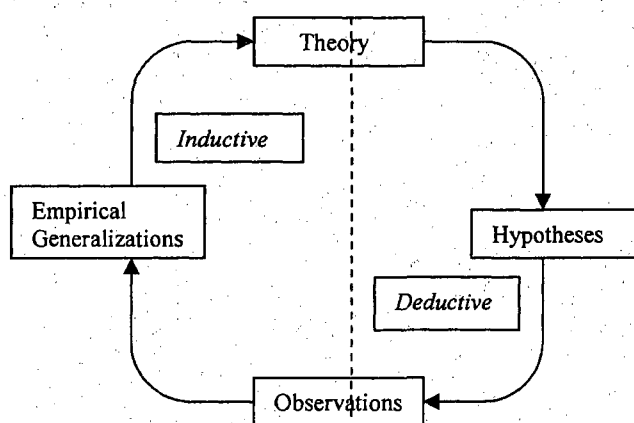 Theory
Inductive
Empirical
Generalizations
Hypotheses
Deductive
Observations